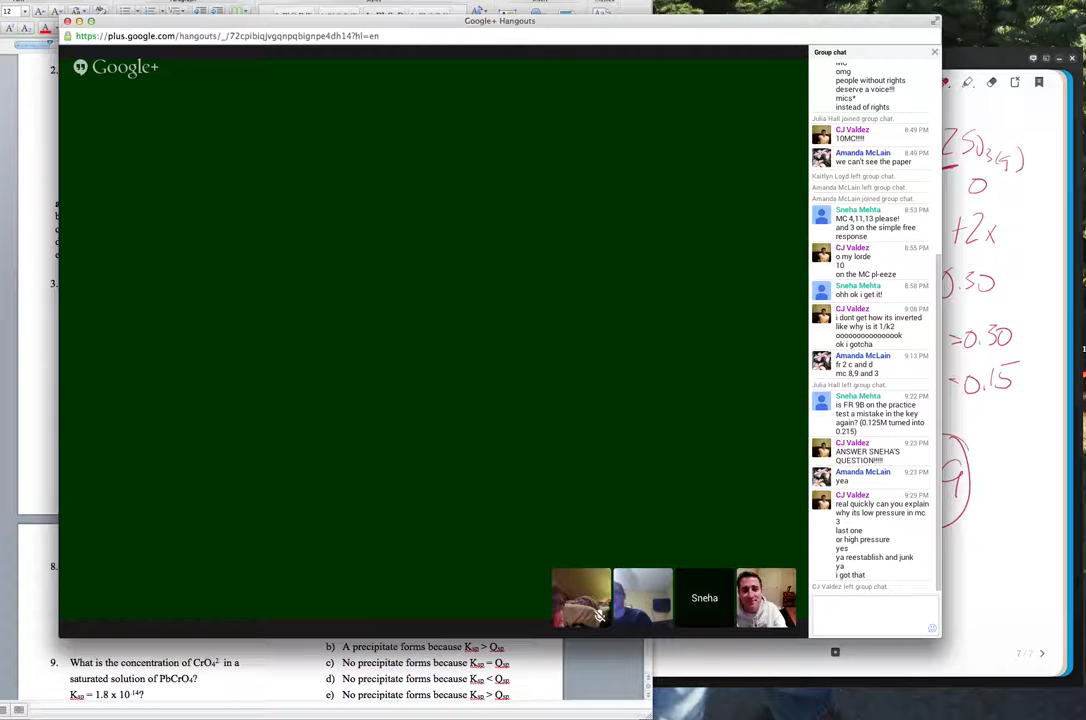 Google+ Hangouts
https://plus.google.com/hangouts/_/72cpibiqjvgqnpqbignpe4dh14?hl=en
Google+
Group chat
omg
people without rights
deserve a voice!!!
mics*
instead of rights
Julia Hall joined group chat.
CJ Valdez 8:49 PM
10MC!!!!!
Amanda McLain 8:49 PM
we can't see the paper
Kaitlyn Loyd left group chat.
Amanda McLain left group chat.
Amanda McLain joined group chat.
Sneha Mehta 8:53 PM
MC 4,11,13 please!
and 3 on the simple free
response
CJ Valdez 8:55 PM
o my lorde
10
on the MC pl-eeze
Sneha Mehta 8:58 PM
ohh ok i get it!
CJ Valdez 9:08 PM
i dont get how its inverted
like why is it 1/k2
ooooooooooooook
ok i gotcha
Amanda McLain 9:13 PM
fr 2 c and d
mc 8,9 and 3
Julia Hall left group chat.
Sneha Mehta 9:22 PM
is FR 9B on the practice
test a mistake in the key
again? (0.125M turned into
0.215)
CJ Valdez 9:23 PM
ANSWER SNEHA'S
QUESTION!!!!!
Amanda McLain 9:23 PM
yea
CJ Valdez 9:29 PM
real quickly can you explain
why its low pressure in mc
3
last one
or high pressure
yes
ya reestablish and junk
ya
i got that
CJ Valdez left group chat.
Sneha
12
2.
3.
8.
b) A precipitate forms because Ksp > Qsp
9. What is the concentration of CrO₄² in a
saturated solution of PbCrO₄?
Ksp = 1.8 x 10⁻¹⁴?
c) No precipitate forms because Ksp = Qsp
d) No precipitate forms because Ksp < Qsp
e) No precipitate forms because Ksp > Qsp
2SO₃(g)
0
+2x
0.30
=0.30
=0.15
9
7 / 7